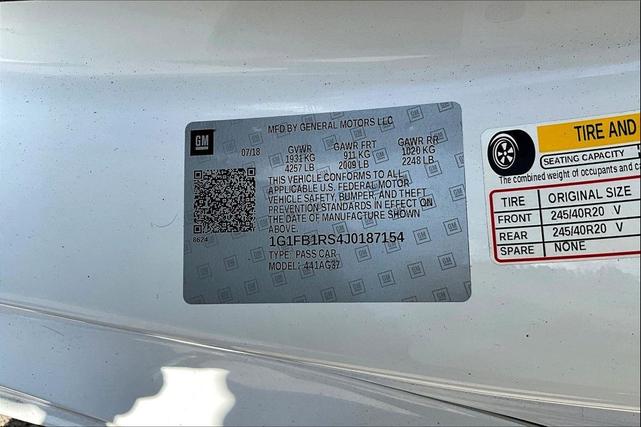 GM
MFD BY GENERAL MOTORS LLC
07/18 GVWR GAWR FRT GAWR RR
1931 KG 911 KG 1020 KG
4257 LB 2009 LB 2248 LB
THIS VEHICLE CONFORMS TO ALL
APPLICABLE U.S. FEDERAL MOTOR
VEHICLE SAFETY, BUMPER, AND THEFT
PREVENTION STANDARDS IN EFFECT ON
THE DATE OF MANUFACTURE SHOWN
ABOVE.
8624
1G1FB1RS4J0187154
TYPE: PASS CAR
MODEL: 441AG37
TIRE AND
SEATING CAPACITY
The combined weight of occupants and
TIRE ORIGINAL SIZE
FRONT 245/40R20 V
REAR 245/40R20 V
SPARE NONE